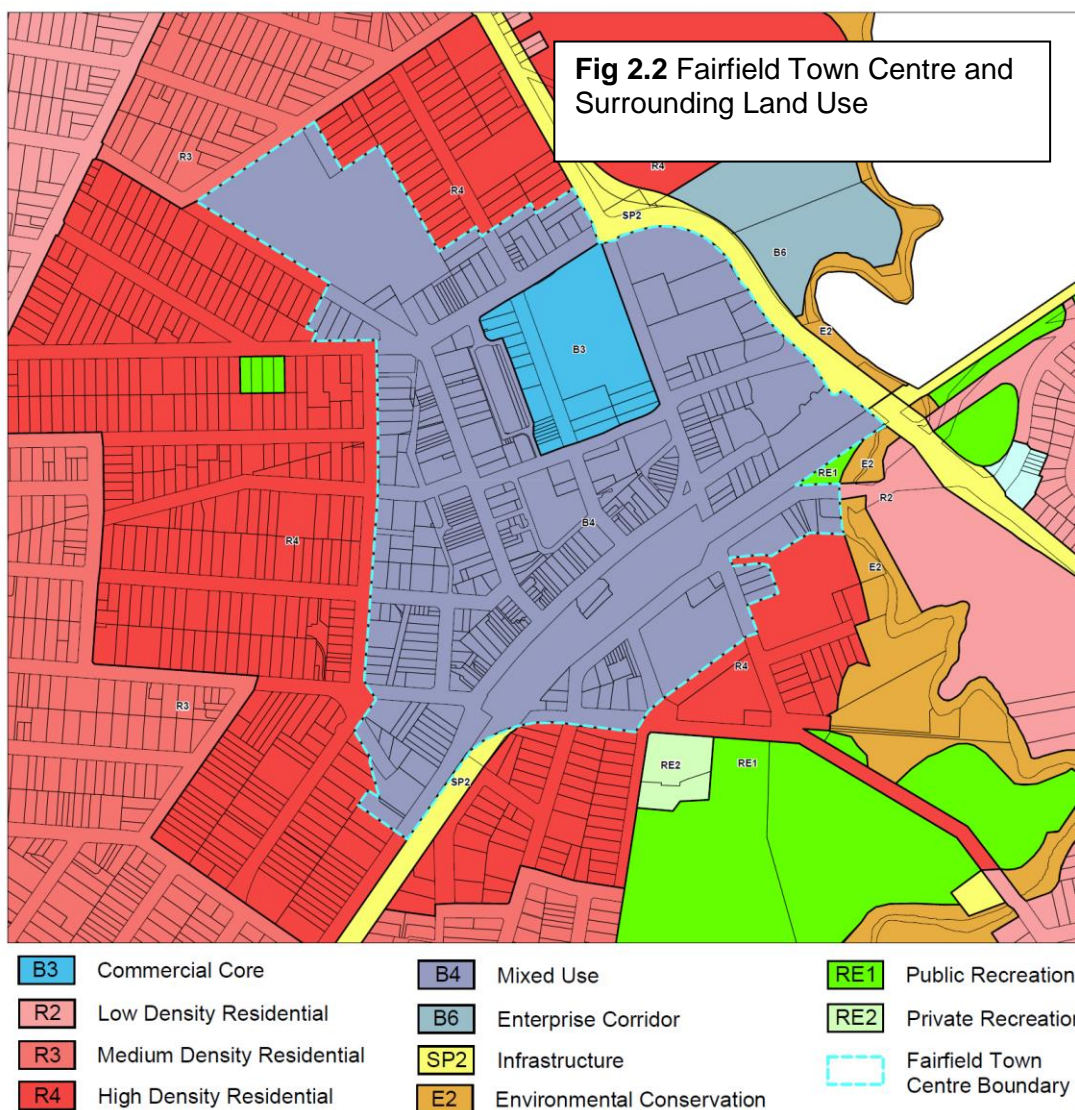 Fig 2.2 Fairfield Town Centre and
Surrounding Land Use
R4
R3
R4
SP2
B6
B3
E2
RE1
E2
R2
B4
R4
E2
R4
R3
SP2
RE2
RE1
B3 Commercial Core
R2 Low Density Residential
R3 Medium Density Residential
R4 High Density Residential
B4 Mixed Use
B6 Enterprise Corridor
SP2 Infrastructure
E2 Environmental Conservation
RE1 Public Recreation
RE2 Private Recreation
Fairfield Town
Centre Boundary